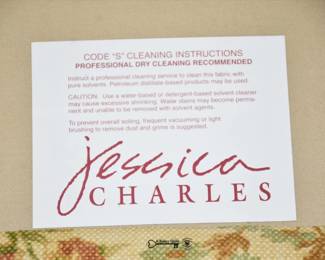 CODE "S" CLEANING INSTRUCTIONS
PROFESSIONAL DRY CLEANING RECOMMENDED
Instruct a professional cleaning service to clean this fabric with
pure solvents. Petroleum distillate-based products may be used.
CAUTION: Use a water-based or detergent-based solvent cleaner
may cause excessive shrinking. Water stains may become perma-
nent and unable to be removed with solvent agents.
To prevent overall soiling, frequent vacuuming or light
brushing to remove dust and grime is suggested.
jessica
CHARLES